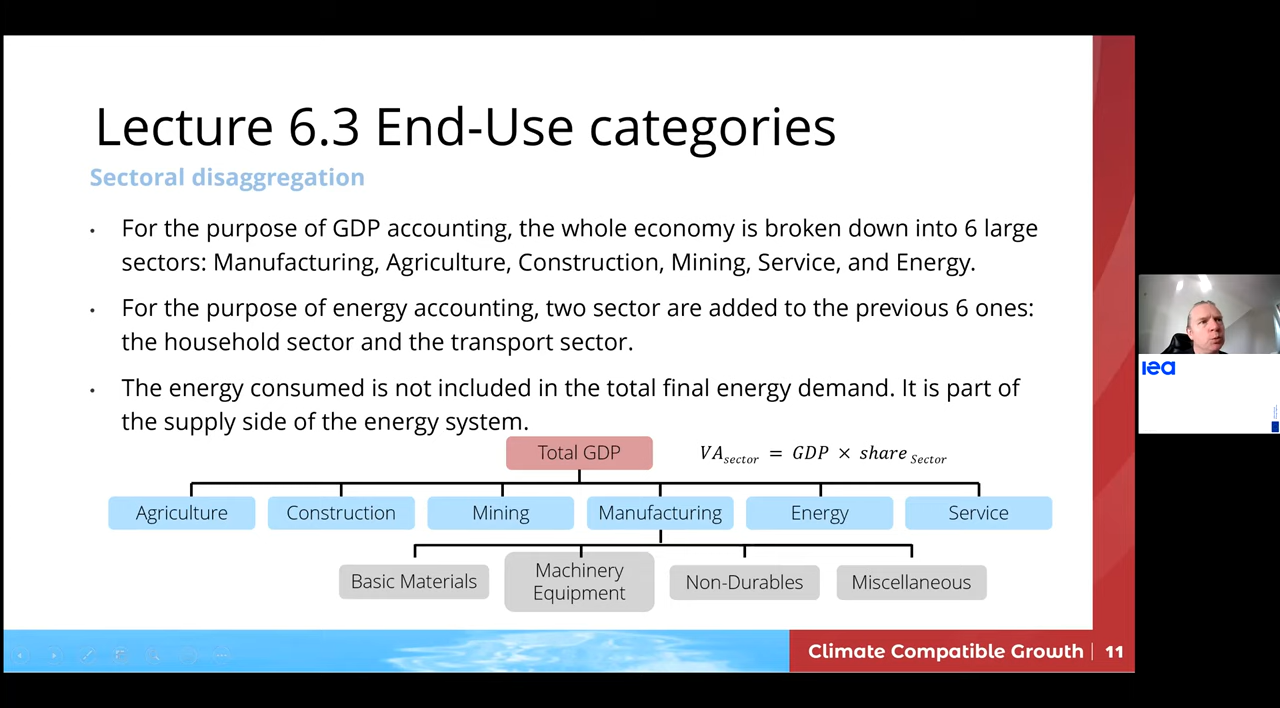 Lecture 6.3 End-Use categories
Sectoral disaggregation
• For the purpose of GDP accounting, the whole economy is broken down into 6 large
sectors: Manufacturing, Agriculture, Construction, Mining, Service, and Energy.
• For the purpose of energy accounting, two sector are added to the previous 6 ones:
the household sector and the transport sector.
• The energy consumed is not included in the total final energy demand. It is part of
the supply side of the energy system.
Total GDP
VA_sector = GDP × share_Sector
Agriculture
Construction
Mining
Manufacturing
Energy
Service
Basic Materials
Machinery
Equipment
Non-Durables
Miscellaneous
Climate Compatible Growth | 11
iea